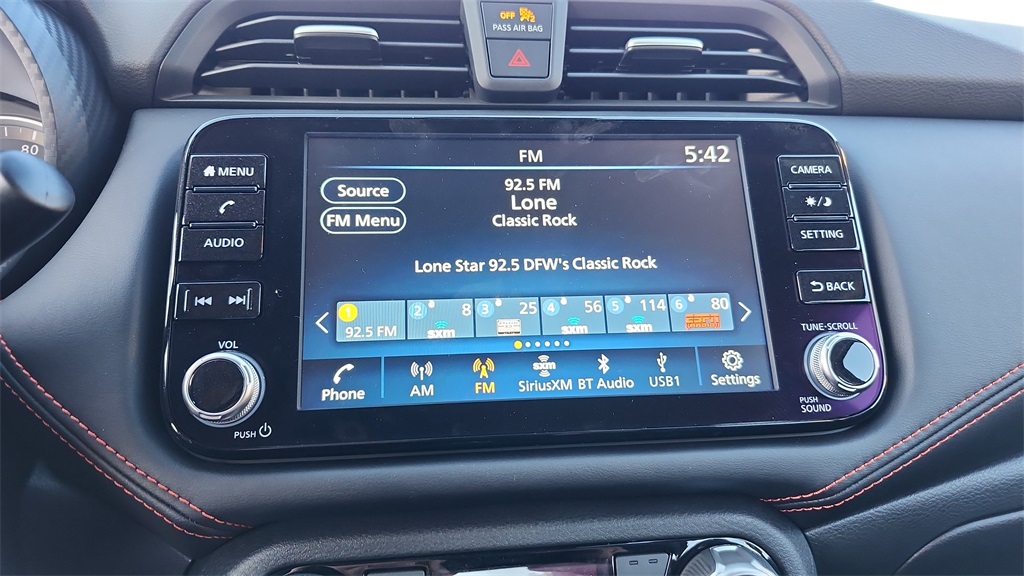 OFF
PASS AIR BAG
80
FM
5:42
MENU
AUDIO
VOL
PUSH
Source
FM Menu
92.5 FM
Lone
Classic Rock
Lone Star 92.5 DFW's Classic Rock
1
92.5 FM
2 8
sxm
3 25
4 56
sxm
5 114
sxm
6 80
Phone
AM
FM
sxm
SiriusXM
BT Audio
USB1
Settings
CAMERA
SETTING
BACK
TUNE·SCROLL
PUSH
SOUND